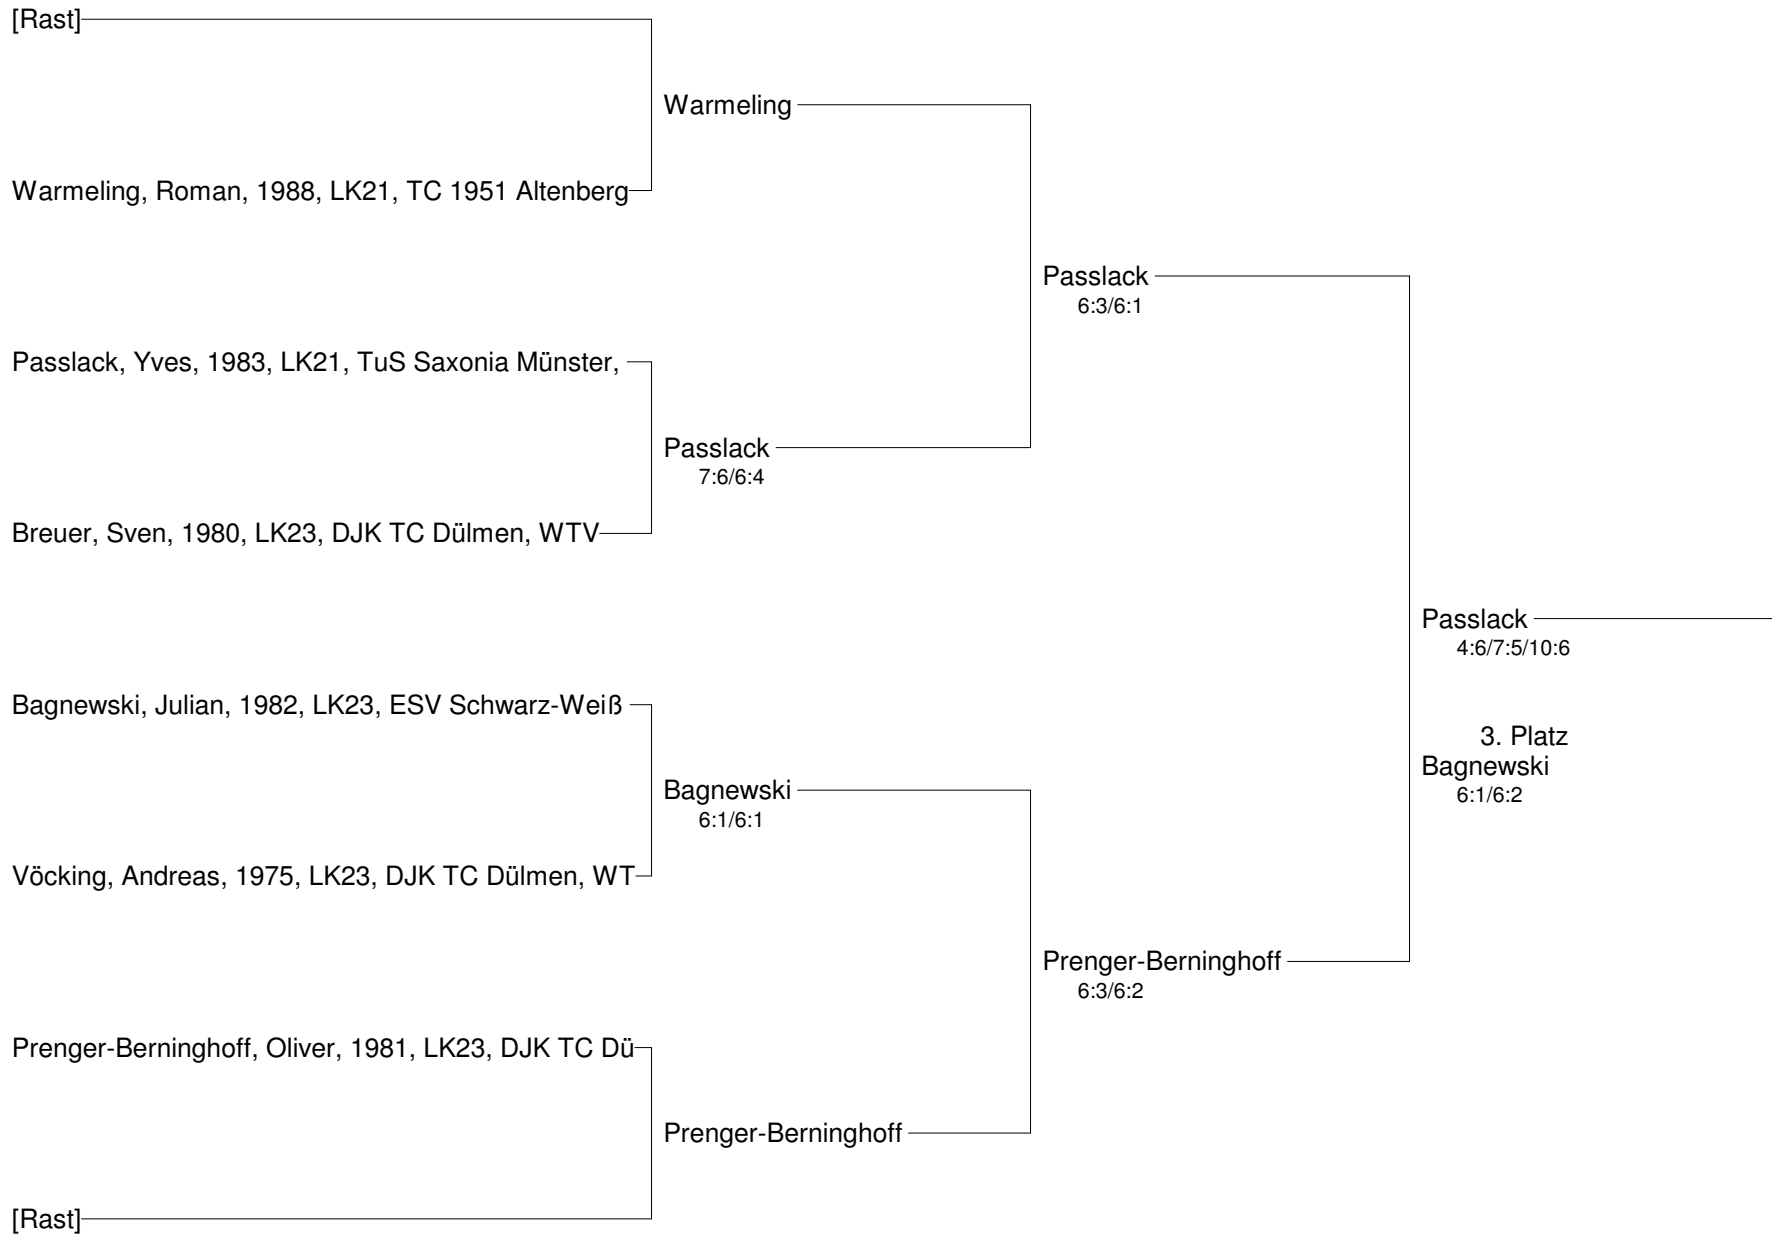 [Rast]
Warmeling
Warmeling, Roman, 1988, LK21, TC 1951 Altenberg
Passlack
6:3/6:1
Passlack, Yves, 1983, LK21, TuS Saxonia Münster,
Passlack
7:6/6:4
Breuer, Sven, 1980, LK23, DJK TC Dülmen, WTV
Passlack
4:6/7:5/10:6
Bagnewski, Julian, 1982, LK23, ESV Schwarz-Weiß
3. Platz
Bagnewski
6:1/6:2
Bagnewski
6:1/6:1
Vöcking, Andreas, 1975, LK23, DJK TC Dülmen, WT
Prenger-Berninghoff
6:3/6:2
Prenger-Berninghoff, Oliver, 1981, LK23, DJK TC Dü
Prenger-Berninghoff
[Rast]